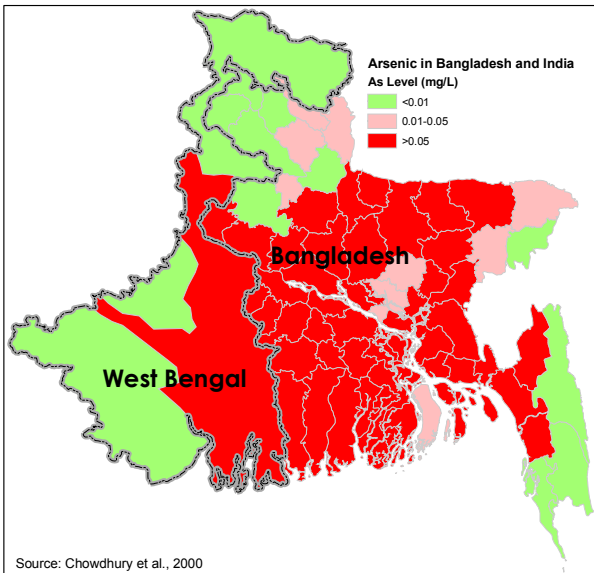 Arsenic in Bangladesh and India
As Level (mg/L)
<0.01
0.01-0.05
>0.05
Bangladesh
West Bengal
Source: Chowdhury et al., 2000